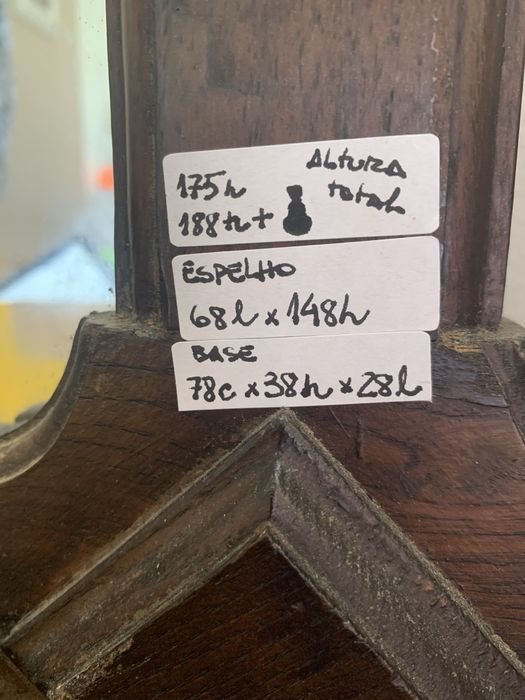 175h
ALTURA
188h +
total
ESPELHO
68l x 148h
BASE
78c x 38h x 28l